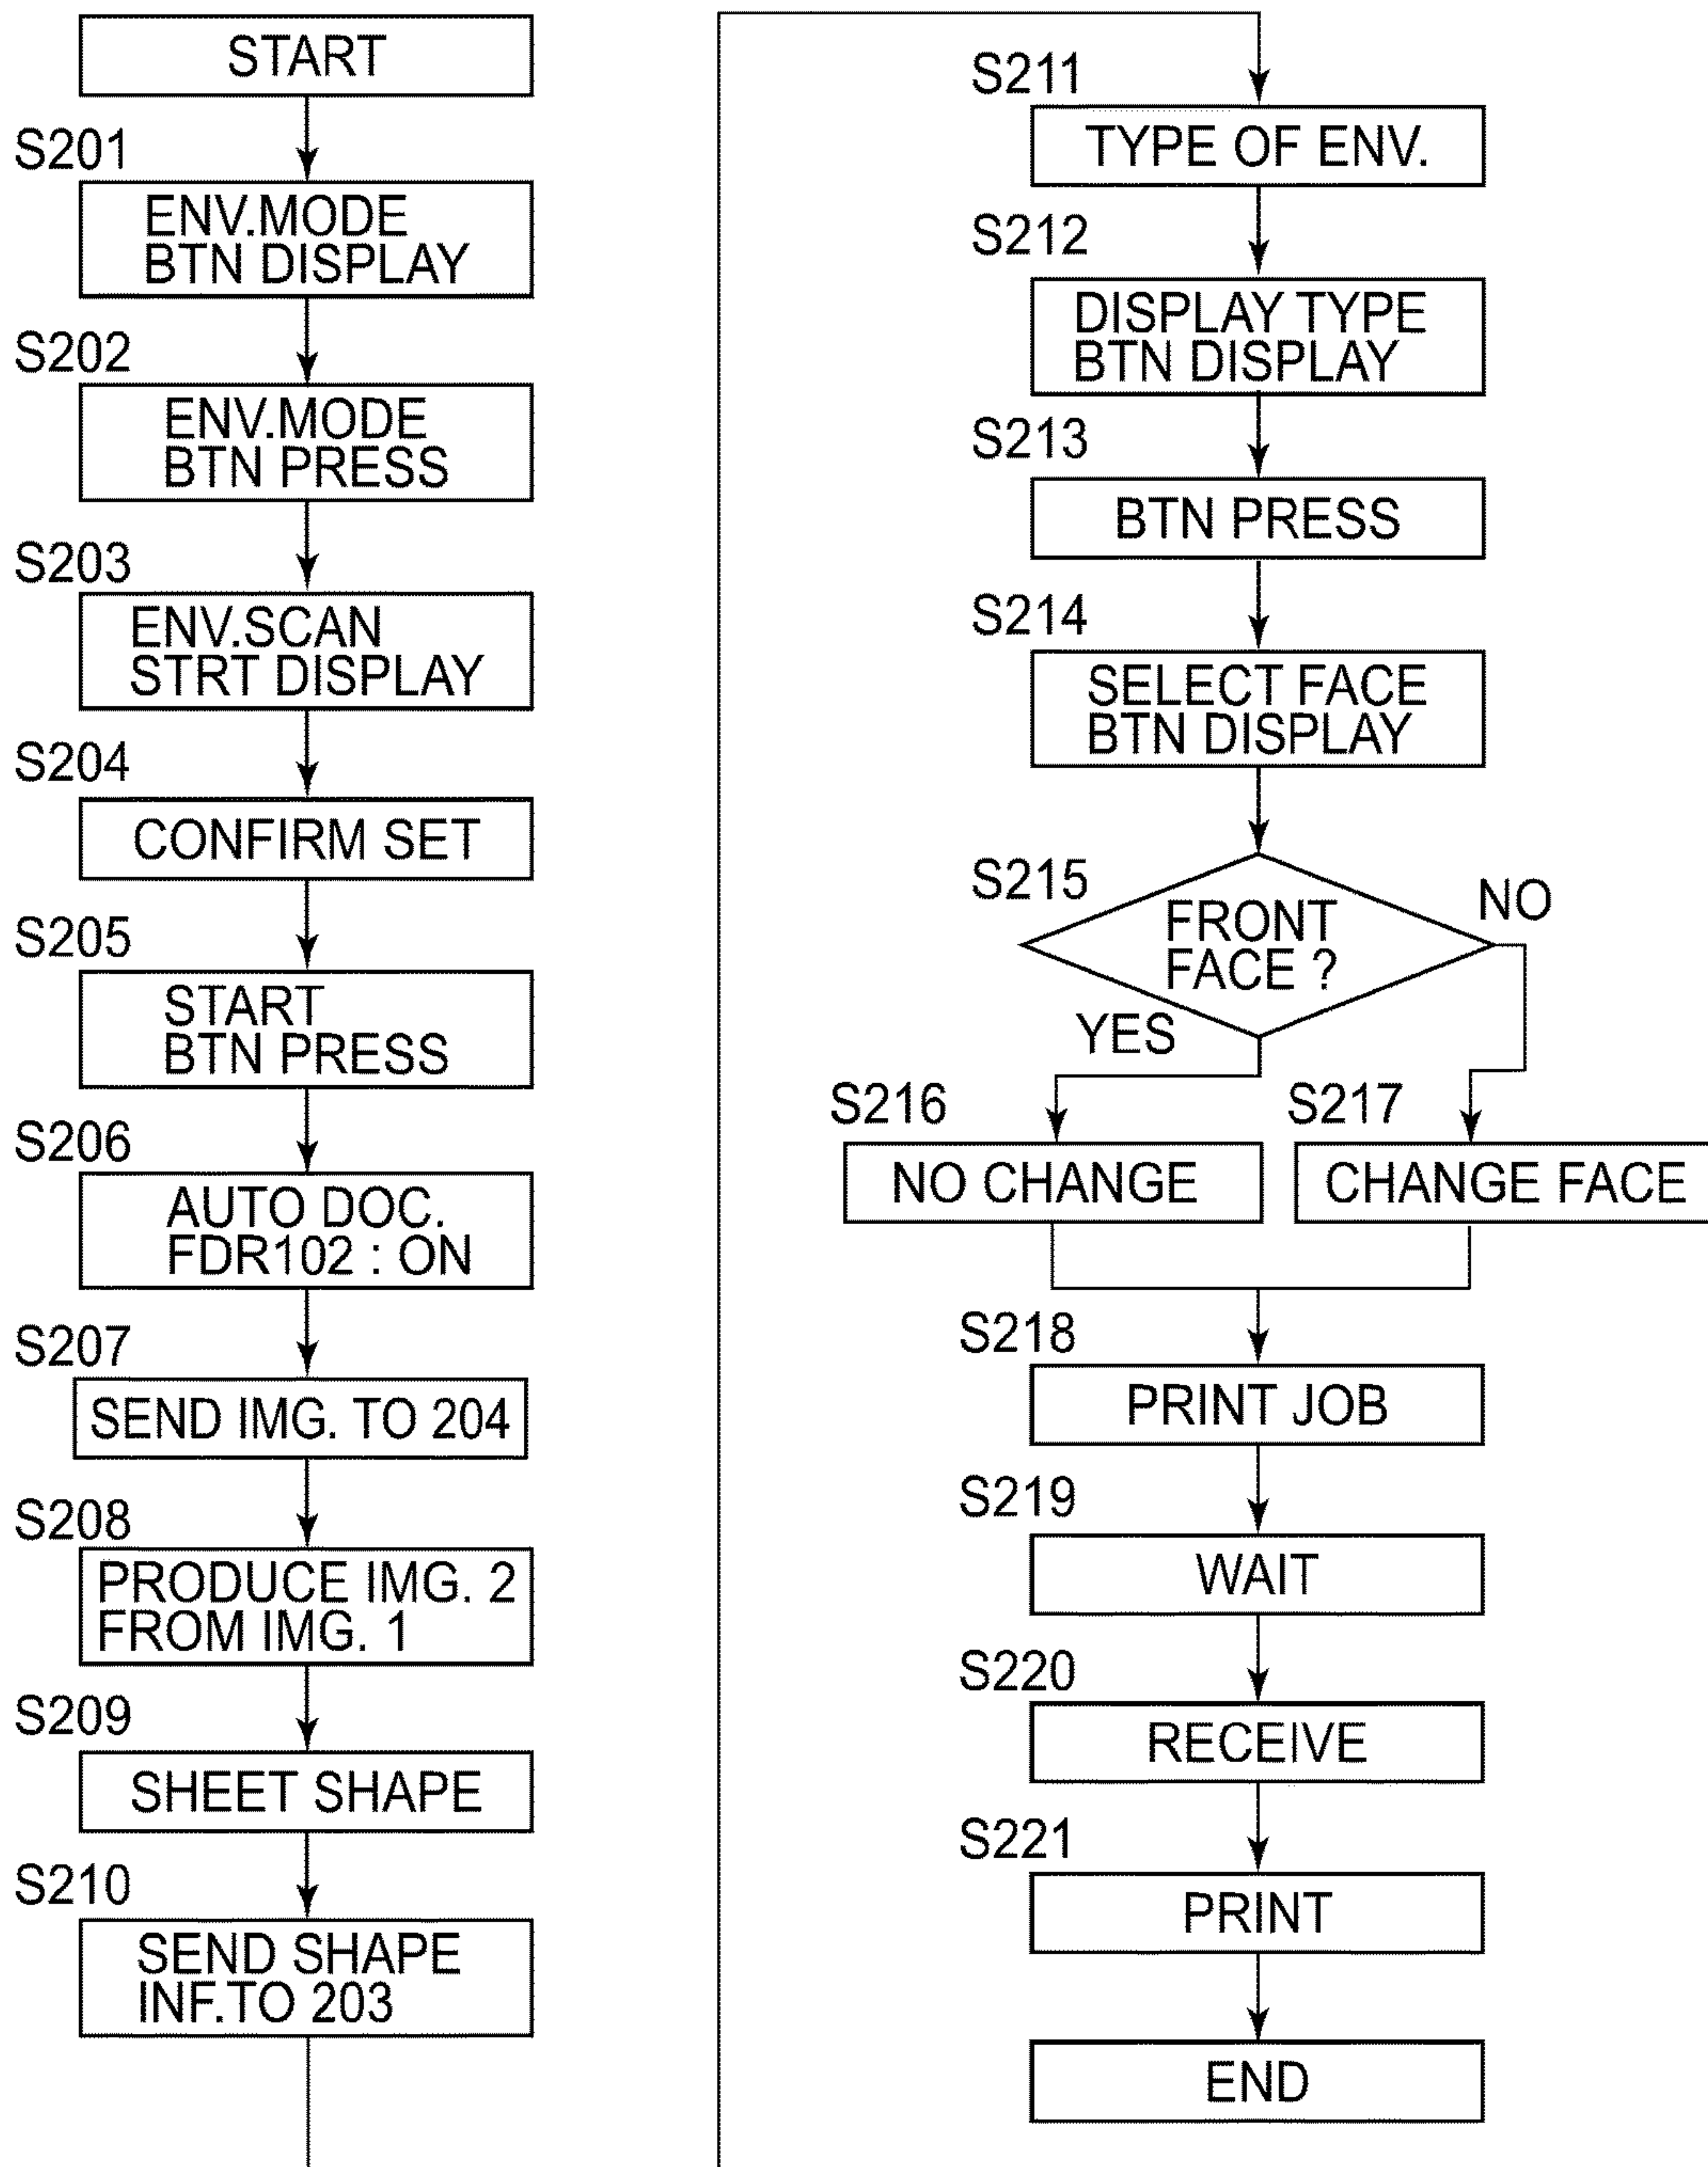 START
S201
ENV.MODE
BTN DISPLAY
S202
ENV.MODE
BTN PRESS
S203
ENV.SCAN
STRT DISPLAY
S204
CONFIRM SET
S205
START
BTN PRESS
S206
AUTO DOC.
FDR102 : ON
S207
SEND IMG. TO 204
S208
PRODUCE IMG. 2
FROM IMG. 1
S209
SHEET SHAPE
S210
SEND SHAPE
INF.TO 203
S211
TYPE OF ENV.
S212
DISPLAY TYPE
BTN DISPLAY
S213
BTN PRESS
S214
SELECT FACE
BTN DISPLAY
S215
FRONT
FACE ?
NO
YES
S216
NO CHANGE
S217
CHANGE FACE
S218
PRINT JOB
S219
WAIT
S220
RECEIVE
S221
PRINT
END